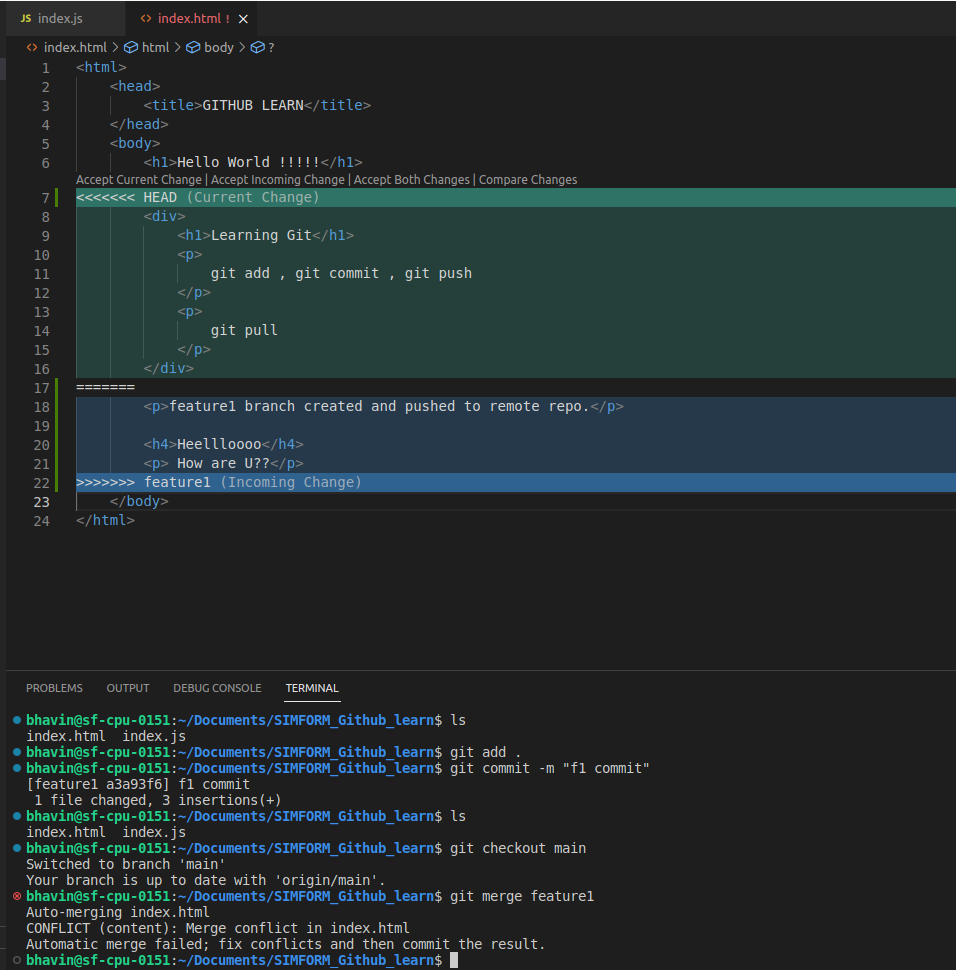 JS index.js <> index.html ! ×
<> index.html > html > body > ?
1 <html>
2 <head>
3 <title>GITHUB LEARN</title>
4 </head>
5 <body>
6 <h1>Hello World !!!!!</h1>
Accept Current Change | Accept Incoming Change | Accept Both Changes | Compare Changes
7 <<<<<<< HEAD (Current Change)
8 <div>
9 <h1>Learning Git</h1>
10 <p>
11 git add , git commit , git push
12 </p>
13 <p>
14 git pull
15 </p>
16 </div>
17 =======
18 <p>feature1 branch created and pushed to remote repo.</p>
19
20 <h4>Heellloooo</h4>
21 <p> How are U??</p>
22 >>>>>>> feature1 (Incoming Change)
23 </body>
24 </html>
PROBLEMS OUTPUT DEBUG CONSOLE TERMINAL
bhavin@sf-cpu-0151:~/Documents/SIMFORM_Github_learn$ ls
index.html index.js
bhavin@sf-cpu-0151:~/Documents/SIMFORM_Github_learn$ git add .
bhavin@sf-cpu-0151:~/Documents/SIMFORM_Github_learn$ git commit -m "f1 commit"
[feature1 a3a93f6] f1 commit
1 file changed, 3 insertions(+)
bhavin@sf-cpu-0151:~/Documents/SIMFORM_Github_learn$ ls
index.html index.js
bhavin@sf-cpu-0151:~/Documents/SIMFORM_Github_learn$ git checkout main
Switched to branch 'main'
Your branch is up to date with 'origin/main'.
bhavin@sf-cpu-0151:~/Documents/SIMFORM_Github_learn$ git merge feature1
Auto-merging index.html
CONFLICT (content): Merge conflict in index.html
Automatic merge failed; fix conflicts and then commit the result.
bhavin@sf-cpu-0151:~/Documents/SIMFORM_Github_learn$